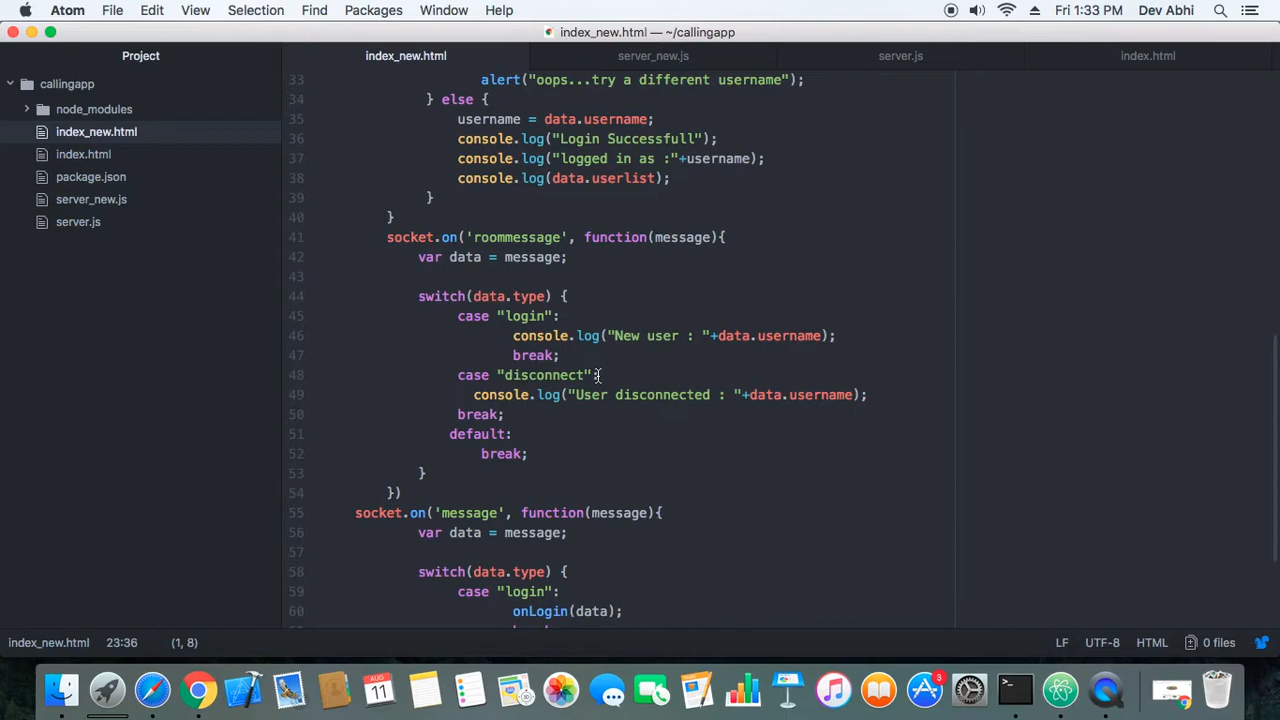 Atom File Edit View Selection Find Packages Window Help Fri 1:33 PM Dev Abhi
index_new.html — ~/callingapp
Project index_new.html server_new.js server.js index.html
callingapp
node_modules
index_new.html
index.html
package.json
server_new.js
server.js
33 alert("oops...try a different username");
34 } else {
35 username = data.username;
36 console.log("Login Successfull");
37 console.log("logged in as :"+username);
38 console.log(data.userlist);
39 }
40 }
41 socket.on('roommessage', function(message){
42 var data = message;
43
44 switch(data.type) {
45 case "login":
46 console.log("New user : "+data.username);
47 break;
48 case "disconnect":
49 console.log("User disconnected : "+data.username);
50 break;
51 default:
52 break;
53 }
54 })
55 socket.on('message', function(message){
56 var data = message;
57
58 switch(data.type) {
59 case "login":
60 onLogin(data);
index_new.html 23:36 (1, 8) LF UTF-8 HTML 0 files
AUG
11
3